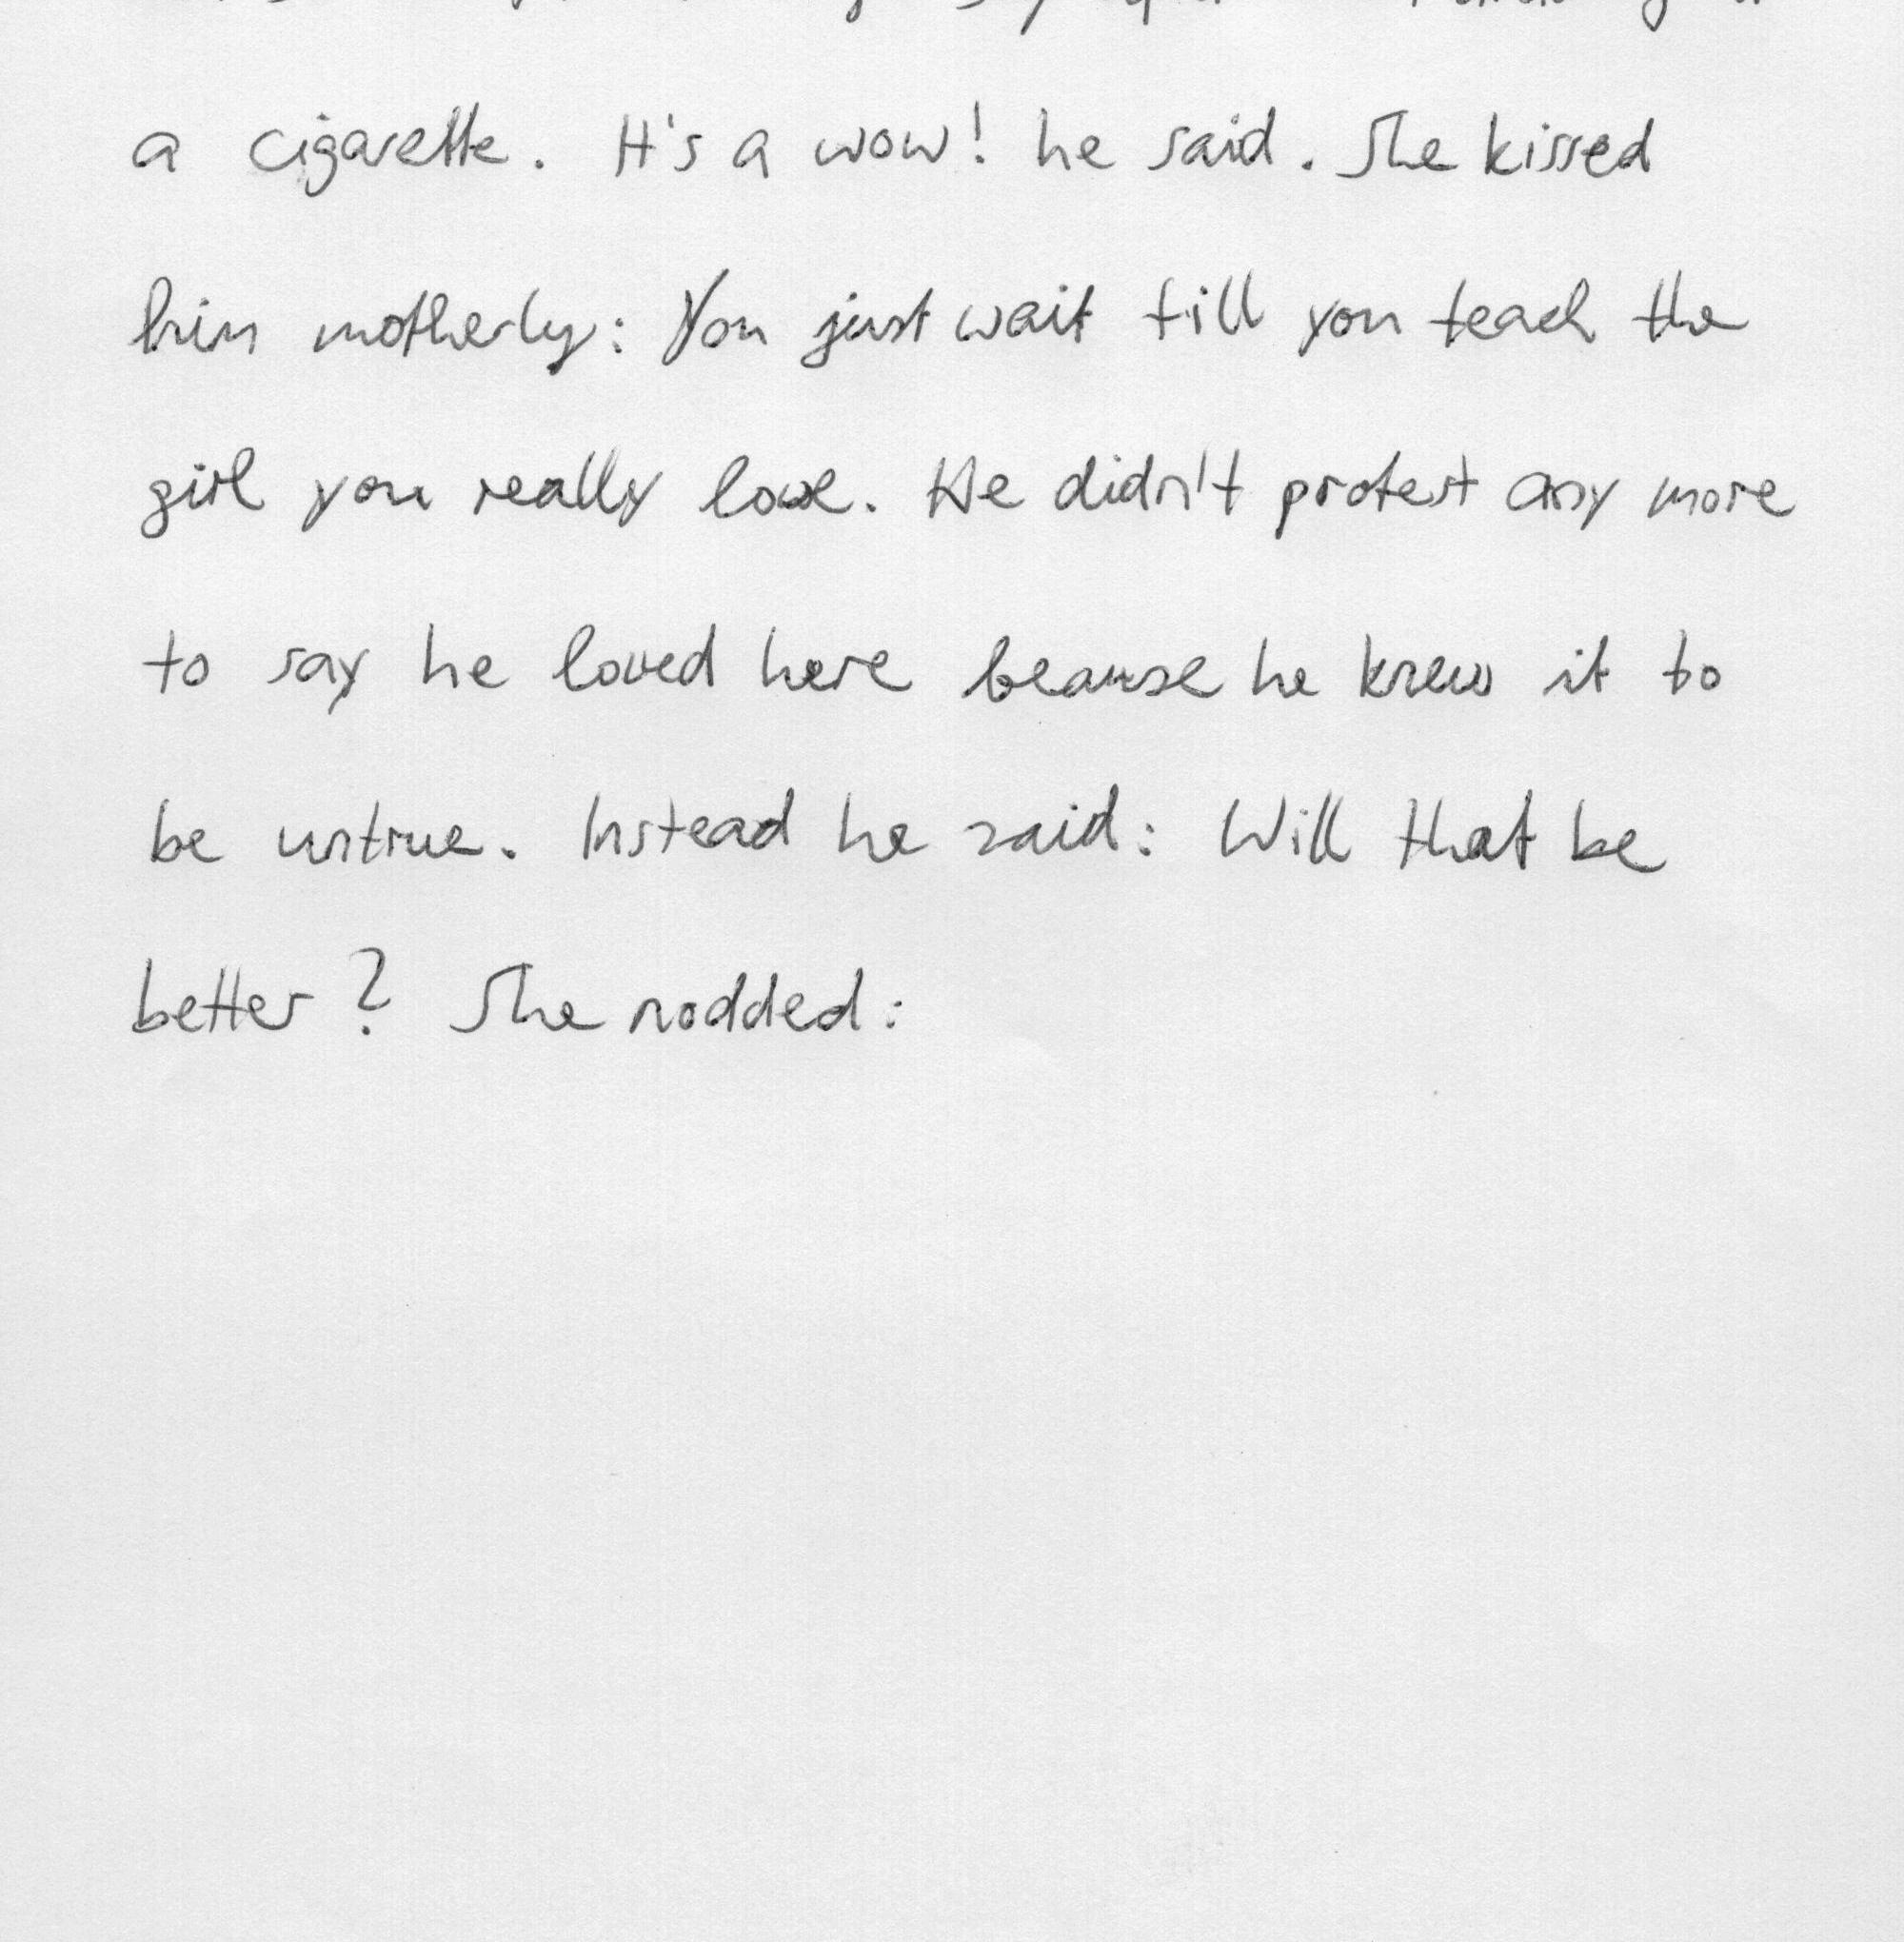 a cigarette. It's a wow! he said. She kissed
him motherly: You just wait till you teach the
girl you really love. He didn't protest any more
to say he loved here beause he knew it to
be untrue. Instead he said: Will that be
better? She nodded: